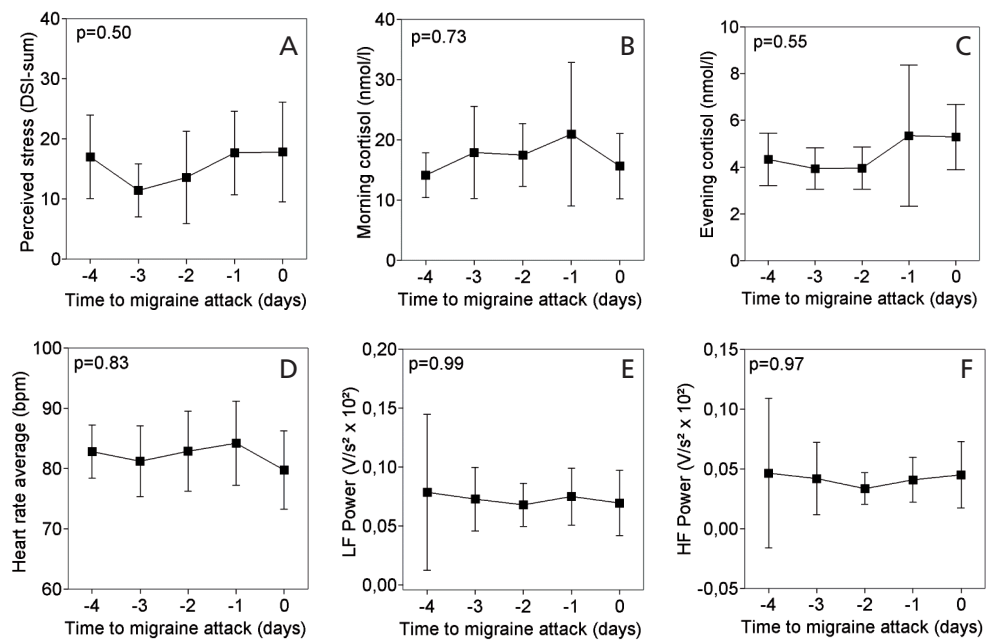 p=0.50
A
Perceived stress (DSI-sum)
40
30
20
10
0
-4 -3 -2 -1 0
Time to migraine attack (days)
p=0.73
B
Morning cortisol (nmol/l)
40
30
20
10
0
-4 -3 -2 -1 0
Time to migraine attack (days)
p=0.55
C
Evening cortisol (nmol/l)
10
8
6
4
2
0
-4 -3 -2 -1 0
Time to migraine attack (days)
p=0.83
D
Heart rate average (bpm)
100
90
80
70
60
-4 -3 -2 -1 0
Time to migraine attack (days)
p=0.99
E
LF Power (V/s² x 10²)
0,20
0,15
0,10
0,05
0,00
-4 -3 -2 -1 0
Time to migraine attack (days)
p=0.97
F
HF Power (V/s² x 10²)
0,15
0,10
0,05
0,00
-0,05
-4 -3 -2 -1 0
Time to migraine attack (days)